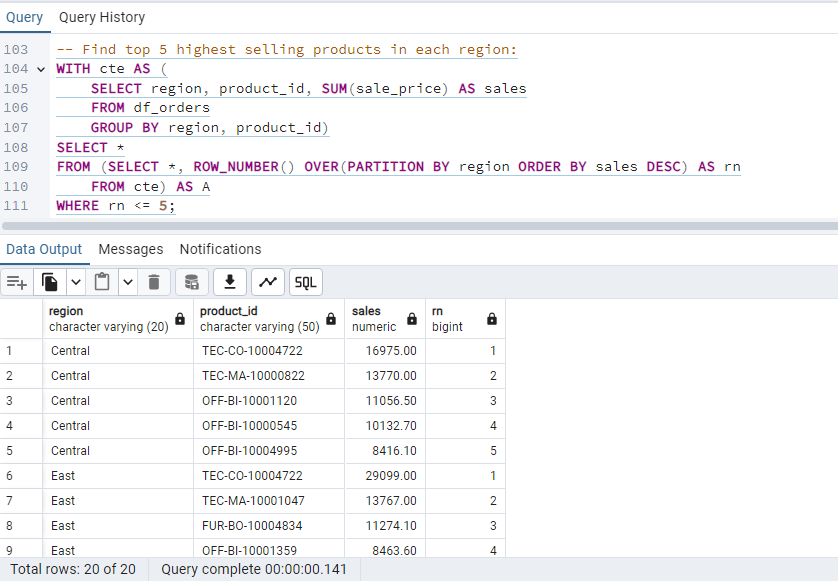 Query Query History
103 -- Find top 5 highest selling products in each region:
104 WITH cte AS (
105 SELECT region, product_id, SUM(sale_price) AS sales
106 FROM df_orders
107 GROUP BY region, product_id)
108 SELECT *
109 FROM (SELECT *, ROW_NUMBER() OVER(PARTITION BY region ORDER BY sales DESC) AS rn
110 FROM cte) AS A
111 WHERE rn <= 5;
Data Output Messages Notifications
SQL
region product_id sales rn
character varying (20) character varying (50) numeric bigint
1 Central TEC-CO-10004722 16975.00 1
2 Central TEC-MA-10000822 13770.00 2
3 Central OFF-BI-10001120 11056.50 3
4 Central OFF-BI-10000545 10132.70 4
5 Central OFF-BI-10004995 8416.10 5
6 East TEC-CO-10004722 29099.00 1
7 East TEC-MA-10001047 13767.00 2
8 East FUR-BO-10004834 11274.10 3
9 East OFF-BI-10001359 8463.60 4
Total rows: 20 of 20 Query complete 00:00:00.141